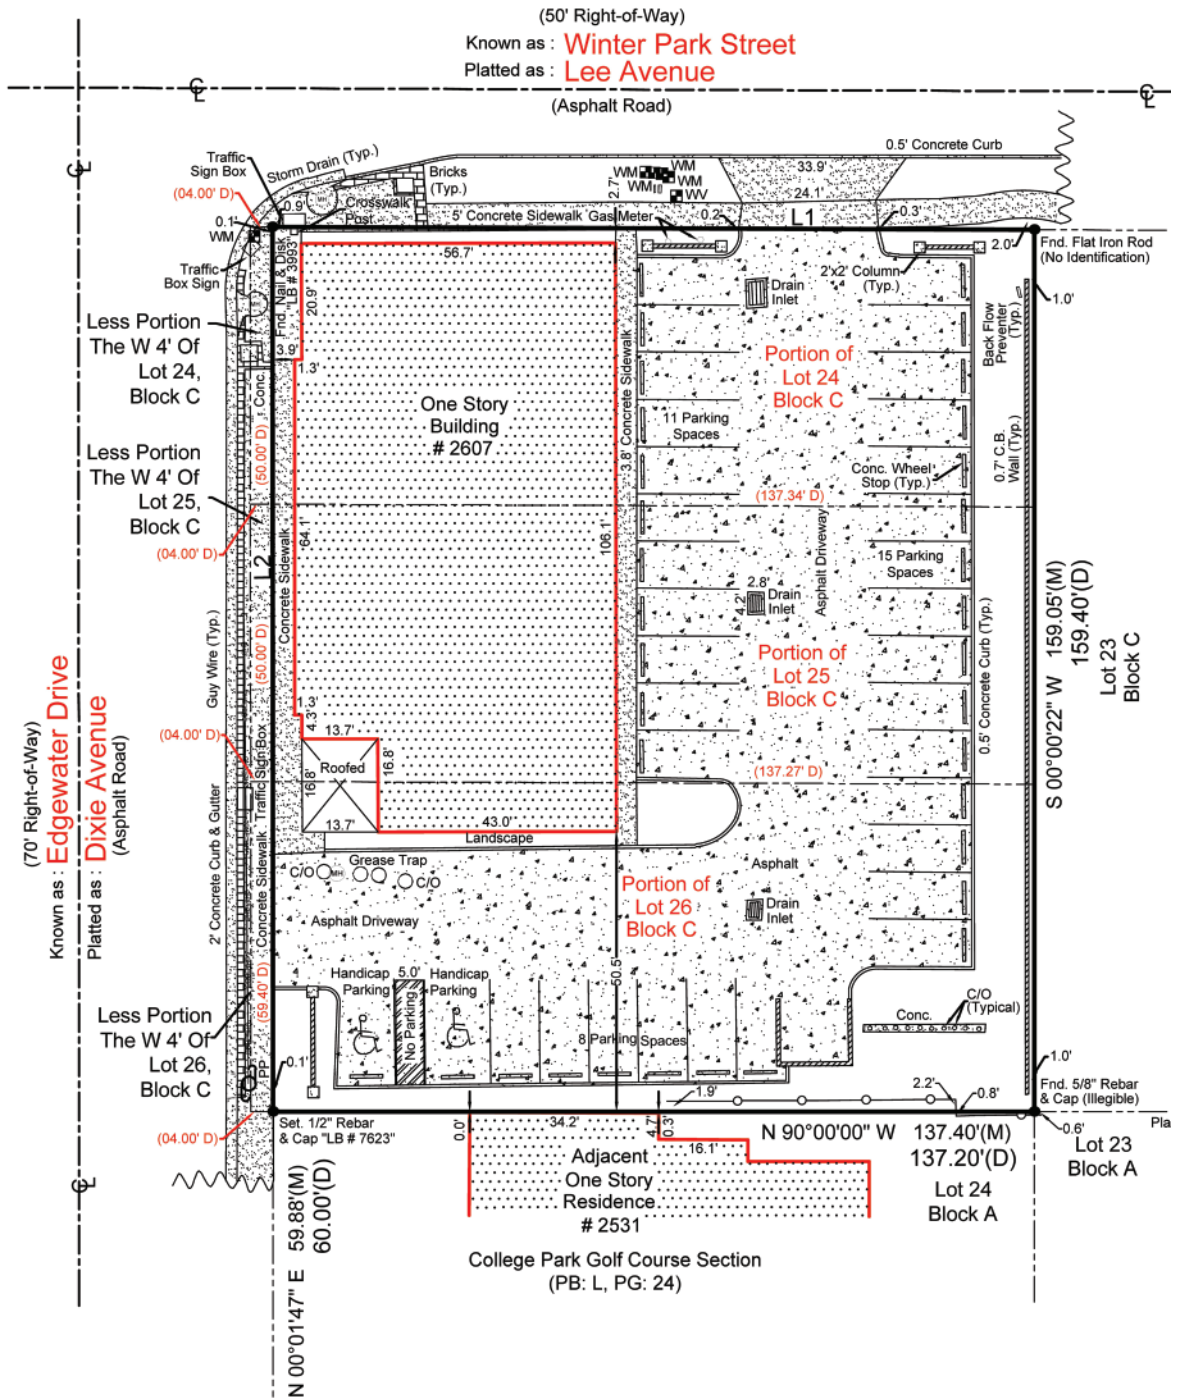 (50' Right-of-Way)
Known as : Winter Park Street
Platted as : Lee Avenue
(Asphalt Road)
0.5' Concrete Curb
Traffic
Sign Box
Storm Drain (Typ.)
Bricks
(Typ.)
WM
WM
WM
WM
WV
2.7'
33.9'
24.1'
(04.00' D)
0.9'
MH
Crosswalk
Post
0.1'
WM
5' Concrete Sidewalk
Gas Meter
0.2'
L1
0.3'
2.0'
Fnd. Flat Iron Rod
(No Identification)
Traffic
Box Sign
Fnd. Nail & Disk
"LB # 3993"
56.7'
20.9'
2'x2' Column
(Typ.)
Drain
Inlet
1.0'
Back Flow
Preventer
(Typ.)
Less Portion
The W 4' Of
Lot 24,
Block C
3.9'
1.3'
Conc.
(50.00' D)
One Story
Building
# 2607
3.8' Concrete Sidewalk
Portion of
Lot 24
Block C
11 Parking
Spaces
Conc. Wheel
Stop (Typ.)
0.7' C.B.
Wall (Typ.)
Less Portion
The W 4' Of
Lot 25,
Block C
(137.34' D)
(04.00' D)
L2
64.1'
106.1'
Concrete Sidewalk
Asphalt Driveway
15 Parking
Spaces
2.8'
4.2'
Drain
Inlet
S 00°00'22" W 159.05'(M)
159.40'(D)
Lot 23
Block C
Guy Wire (Typ.)
(50.00' D)
Portion of
Lot 25
Block C
0.5' Concrete Curb (Typ.)
(70' Right-of-Way)
Known as : Edgewater Drive
Platted as : Dixie Avenue
(Asphalt Road)
1.3'
4.3'
13.7'
(04.00' D)
Traffic Sign Box
Roofed
16.8'
16.8'
13.7'
(137.27' D)
43.0'
Landscape
2' Concrete Curb & Gutter
Concrete Sidewalk
Grease Trap
C/O
MH
C/O
Asphalt
Portion of
Lot 26
Block C
Drain
Inlet
Asphalt Driveway
(59.40' D)
50.5'
Handicap
Parking
5.0'
Handicap
Parking
No Parking
8 Parking Spaces
C/O
(Typical)
Conc.
Less Portion
The W 4' Of
Lot 26,
Block C
PP
0.1'
1.0'
1.9'
2.2'
0.8'
Fnd. 5/8" Rebar
& Cap (Illegible)
(04.00' D)
Set. 1/2" Rebar
& Cap "LB # 7623"
0.0'
34.2'
4.7'
0.3'
0.6'
Pla
16.1'
N 90°00'00" W 137.40'(M)
137.20'(D)
Lot 23
Block A
Lot 24
Block A
Adjacent
One Story
Residence
# 2531
N 00°01'47" E 59.88'(M)
60.00'(D)
College Park Golf Course Section
(PB: L, PG: 24)